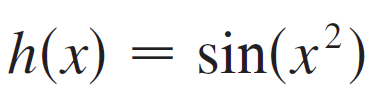 h(x) = sin(x²)